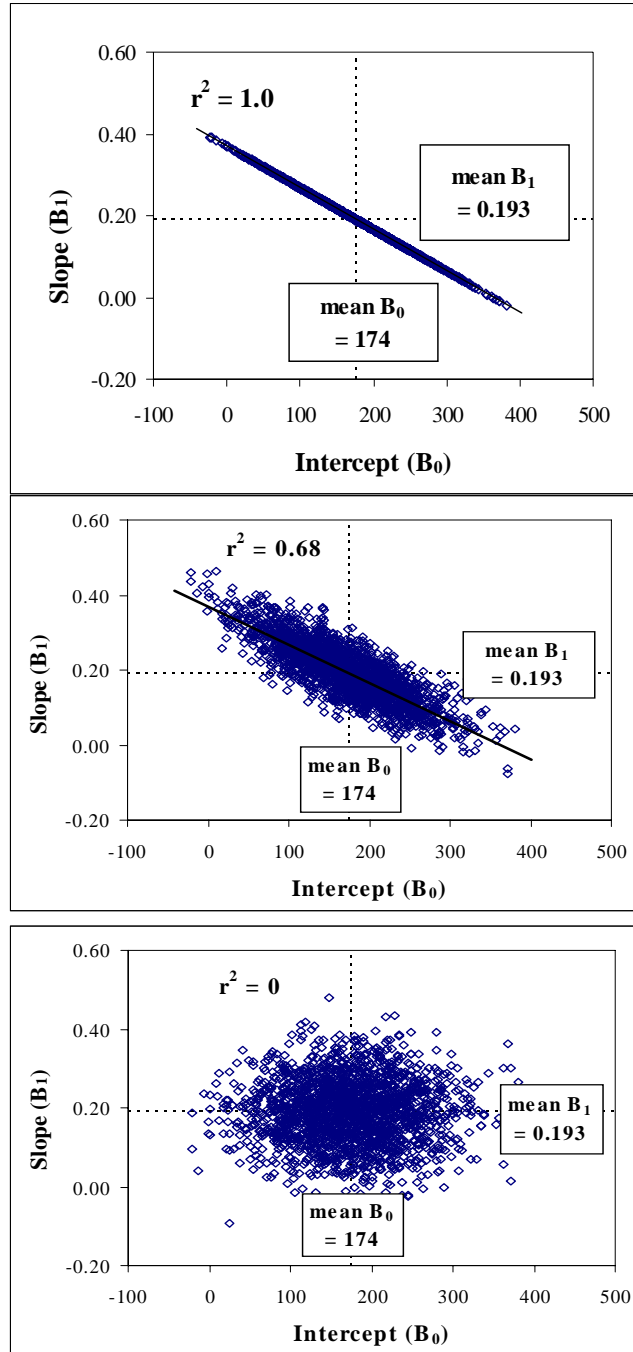 0.60
r² = 1.0
0.40
mean B₁
= 0.193
0.20
Slope (B₁)
0.00
mean B₀
= 174
-0.20
-100 0 100 200 300 400 500
Intercept (B₀)
0.60
r² = 0.68
0.40
mean B₁
= 0.193
0.20
Slope (B₁)
0.00
mean B₀
= 174
-0.20
-100 0 100 200 300 400 500
Intercept (B₀)
0.60
r² = 0
0.40
Slope (B₁)
0.20
mean B₁
= 0.193
0.00
mean B₀
= 174
-0.20
-100 0 100 200 300 400 500
Intercept (B₀)